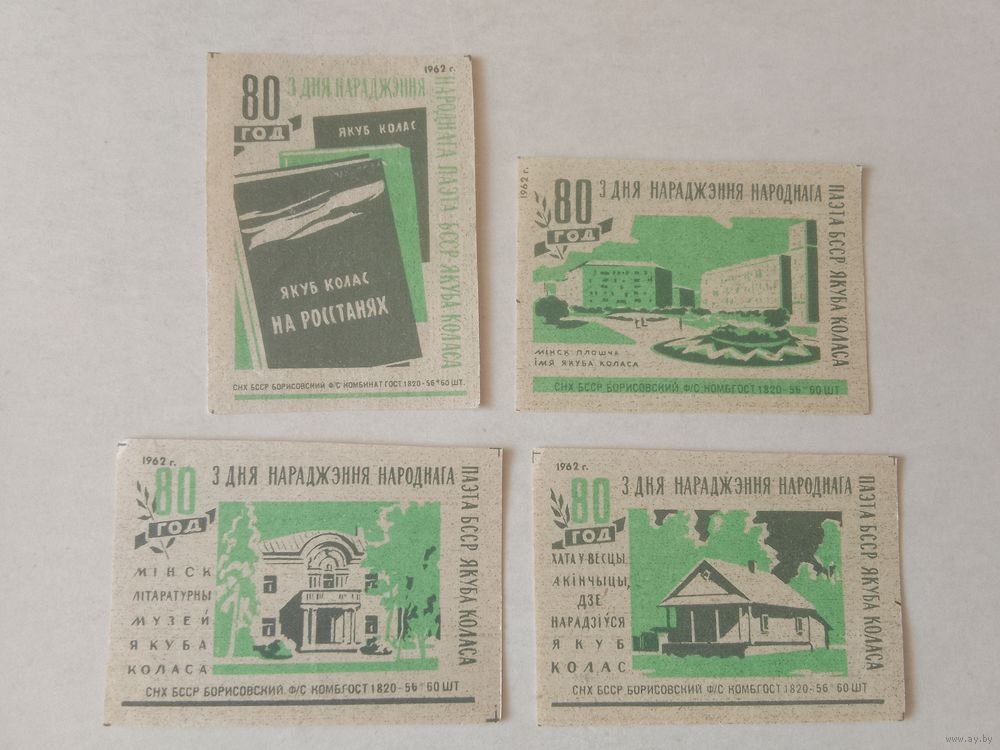 1962 г.
80 ГОД
З ДНЯ НАРАДЖЭННЯ
НАРОДНАГА ПАЭТА БССР ЯКУБА КОЛАСА
ЯКУБ КОЛАС
ЯКУБ КОЛАС
НА РОССТАНЯХ
СНХ БССР БОРИСОВСКИЙ Ф/С КОМБИНАТ ГОСТ 1820-56* 60 ШТ.
1962 г.
80 ГОД
З ДНЯ НАРАДЖЭННЯ НАРОДНАГА
ПАЭТА БССР ЯКУБА КОЛАСА
МІНСК ПЛОШЧА
ІМЯ ЯКУБА КОЛАСА
СНХ БССР БОРИСОВСКИЙ Ф/С КОМБ ГОСТ 1820-56* 60 ШТ
1962 г.
80 ГОД
З ДНЯ НАРАДЖЭННЯ НАРОДНАГА
ПАЭТА БССР ЯКУБА КОЛАСА
МІНСК
ЛІТАРАТУРНЫ
МУЗЕЙ
ЯКУБА
КОЛАСА
СНХ БССР БОРИСОВСКИЙ Ф/С КОМБ ГОСТ 1820-56* 60 ШТ
1962 г.
80 ГОД
З ДНЯ НАРАДЖЭННЯ НАРОДНАГА
ПАЭТА БССР ЯКУБА КОЛАСА
ХАТА Ў ВЕСЦЫ
АКІНЧЫЦЫ,
ДЗЕ
НАРАДЗІЎСЯ
ЯКУБ
КОЛАС
СНХ БССР БОРИСОВСКИЙ Ф/С КОМБ ГОСТ 1820-56* 60 ШТ
www.ay.by